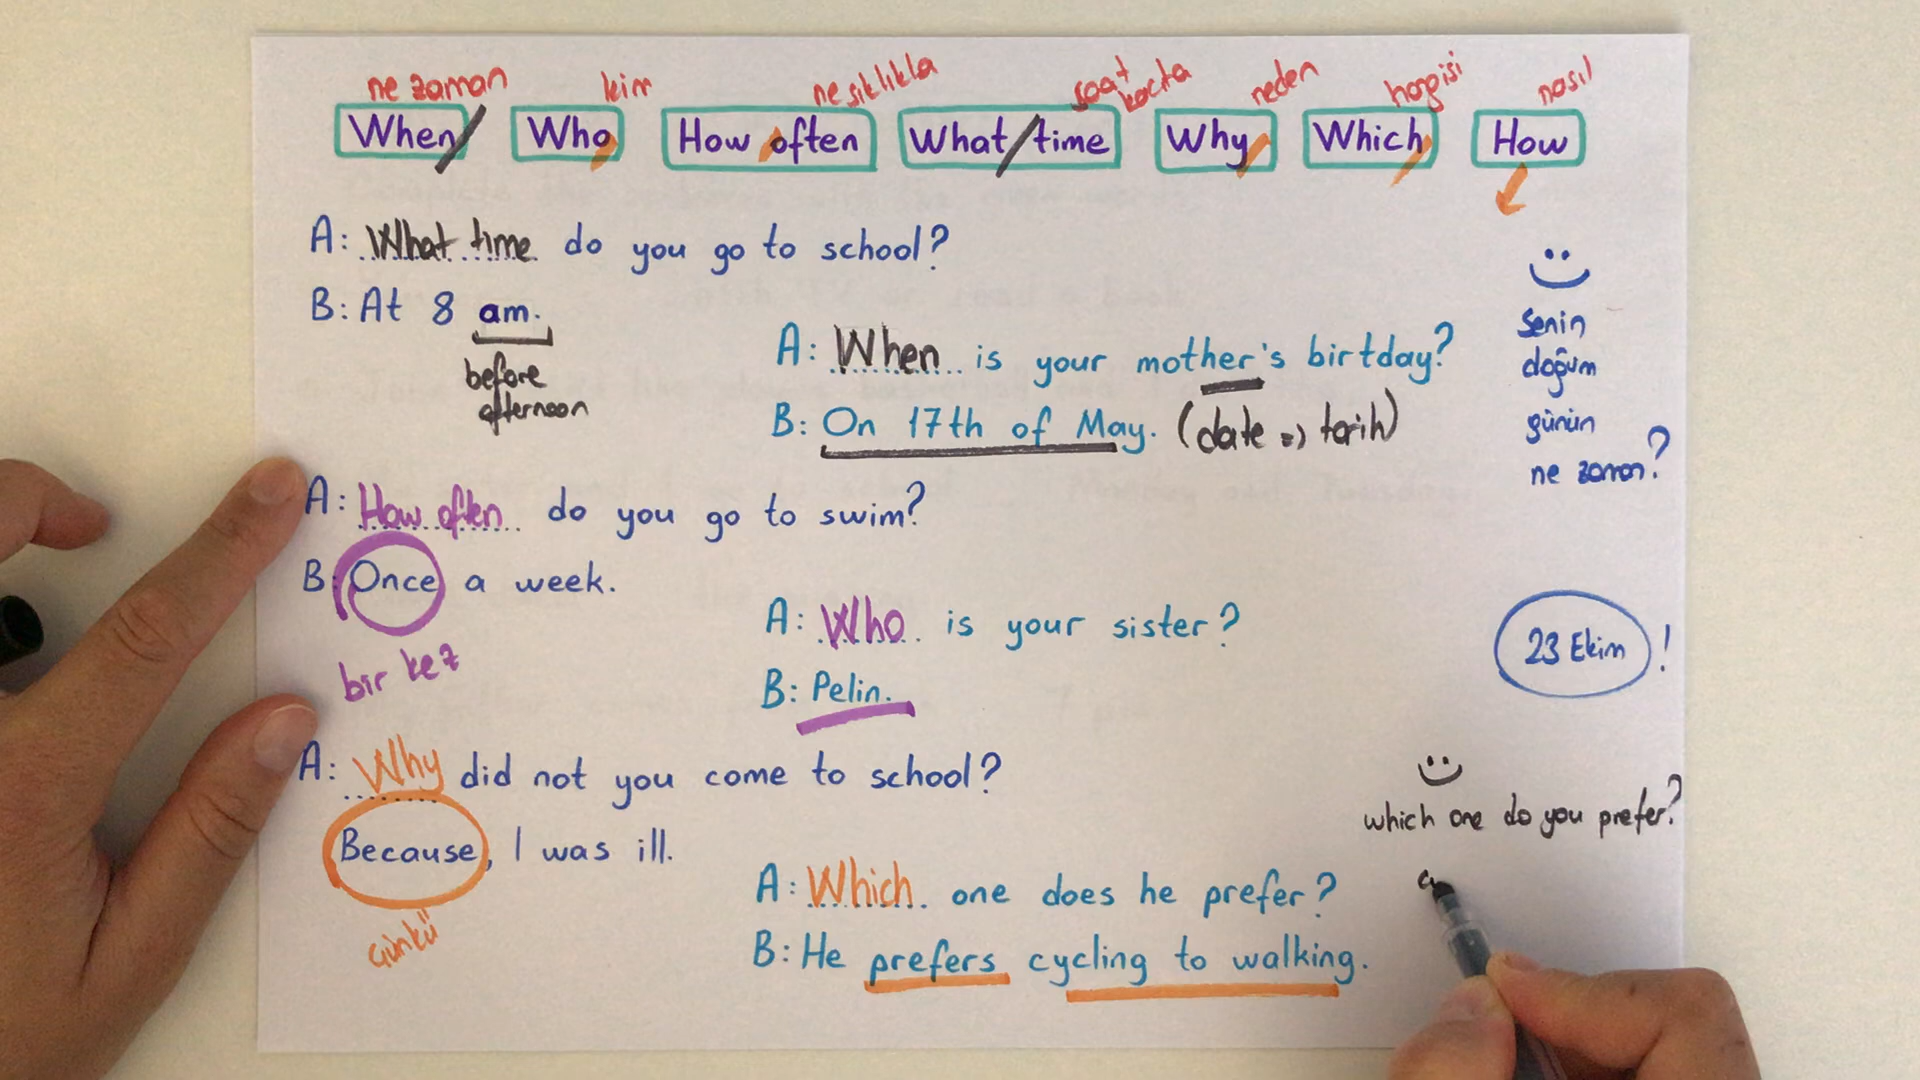 ne zaman kim ne sıklıkla saat kaçta neden hangisi nasıl
When Who How often What time Why Which How
A: What time do you go to school?
B: At 8 am.
before
afternoon
A: When is your mother's birtday?
B: On 17th of May. (date => tarih)
Senin
doğum
günün
ne zaman?
A: How often do you go to swim?
B: Once a week.
bir kez
A: Who is your sister?
B: Pelin.
23 Ekim !
A: Why did not you come to school?
Because, I was ill.
çünkü
A: Which one does he prefer?
B: He prefers cycling to walking.
which one do you prefer?